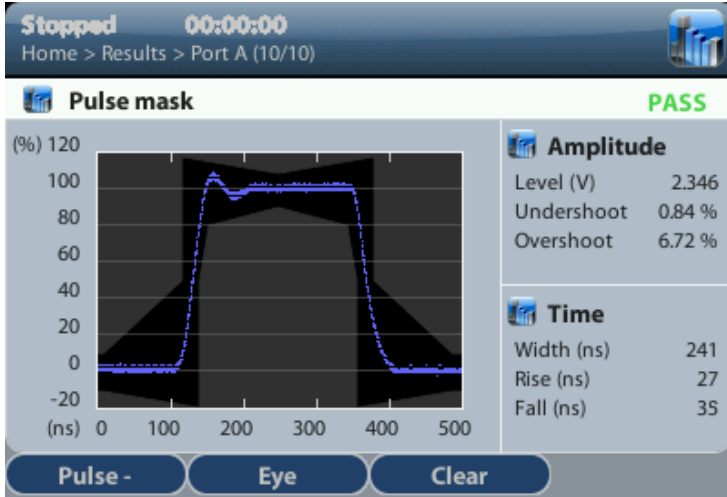 Stopped 00:00:00
Home > Results > Port A (10/10)
Pulse mask PASS
(%) 120
100
80
60
40
20
0
-20
(ns) 0 100 200 300 400 500
Amplitude
Level (V) 2.346
Undershoot 0.84 %
Overshoot 6.72 %
Time
Width (ns) 241
Rise (ns) 27
Fall (ns) 35
Pulse - Eye Clear